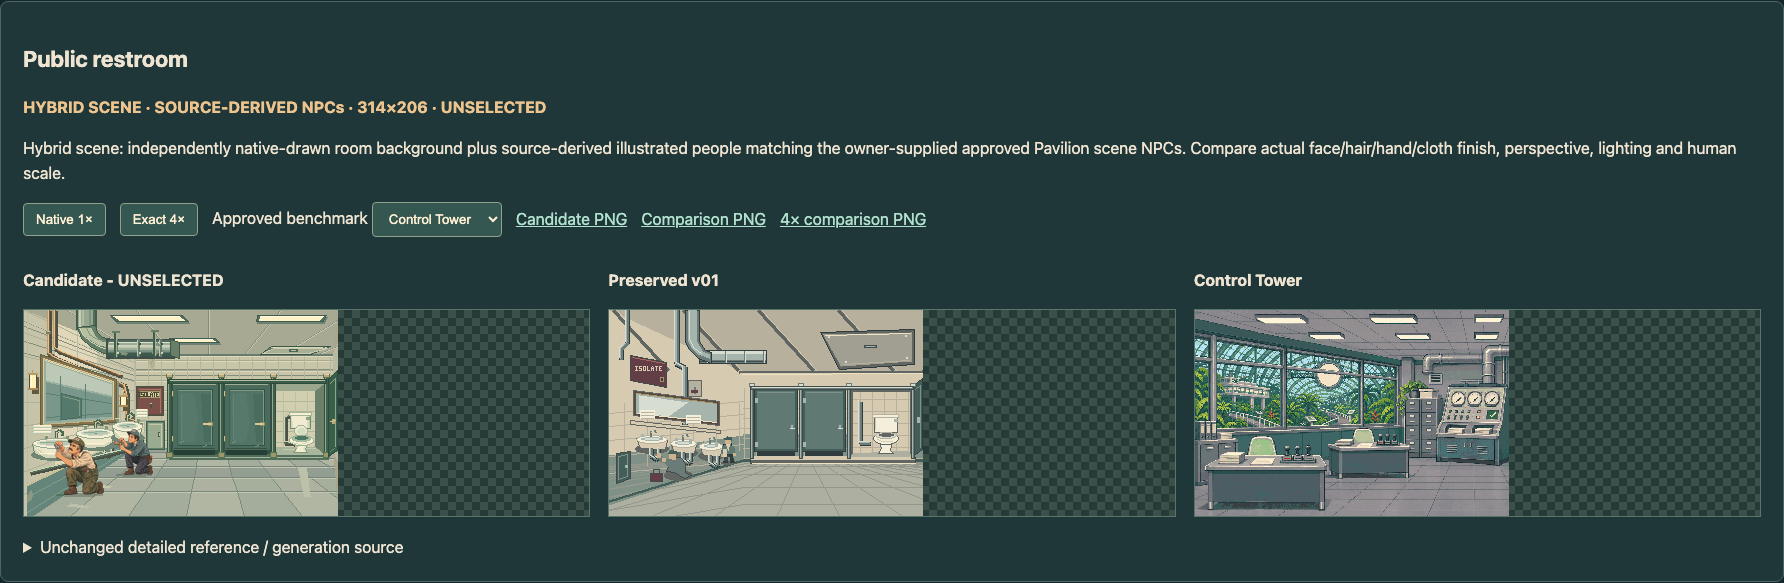 Public restroom
HYBRID SCENE · SOURCE-DERIVED NPCs · 314×206 · UNSELECTED
Hybrid scene: independently native-drawn room background plus source-derived illustrated people matching the owner-supplied approved Pavilion scene NPCs. Compare actual face/hair/hand/cloth finish, perspective, lighting and human
scale.
Native 1× Exact 4× Approved benchmark Control Tower Candidate PNG Comparison PNG 4× comparison PNG
Candidate - UNSELECTED Preserved v01 Control Tower
ISOLATE
ISOLATE
Unchanged detailed reference / generation source